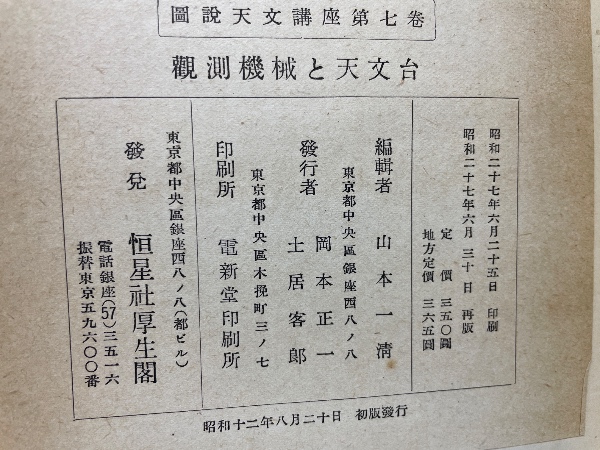 圖說天文講座第七卷
觀測機械と天文台
昭和二十七年六月二十五日 印刷
昭和二十七年六月三十日 再版
定價 三五〇圓
地方定價 三六五圓
編輯者 山本一淸
東京都中央區銀座西八ノ八
發行者 岡本正一
土居客郎
東京都中央區木挽町三ノ七
印刷所 電新堂印刷所
東京都中央區銀座西八ノ八(都ビル)
發兌 恒星社厚生閣
電話銀座(57)三五一六
振替東京五九六〇〇番
昭和十二年八月二十日 初版發行